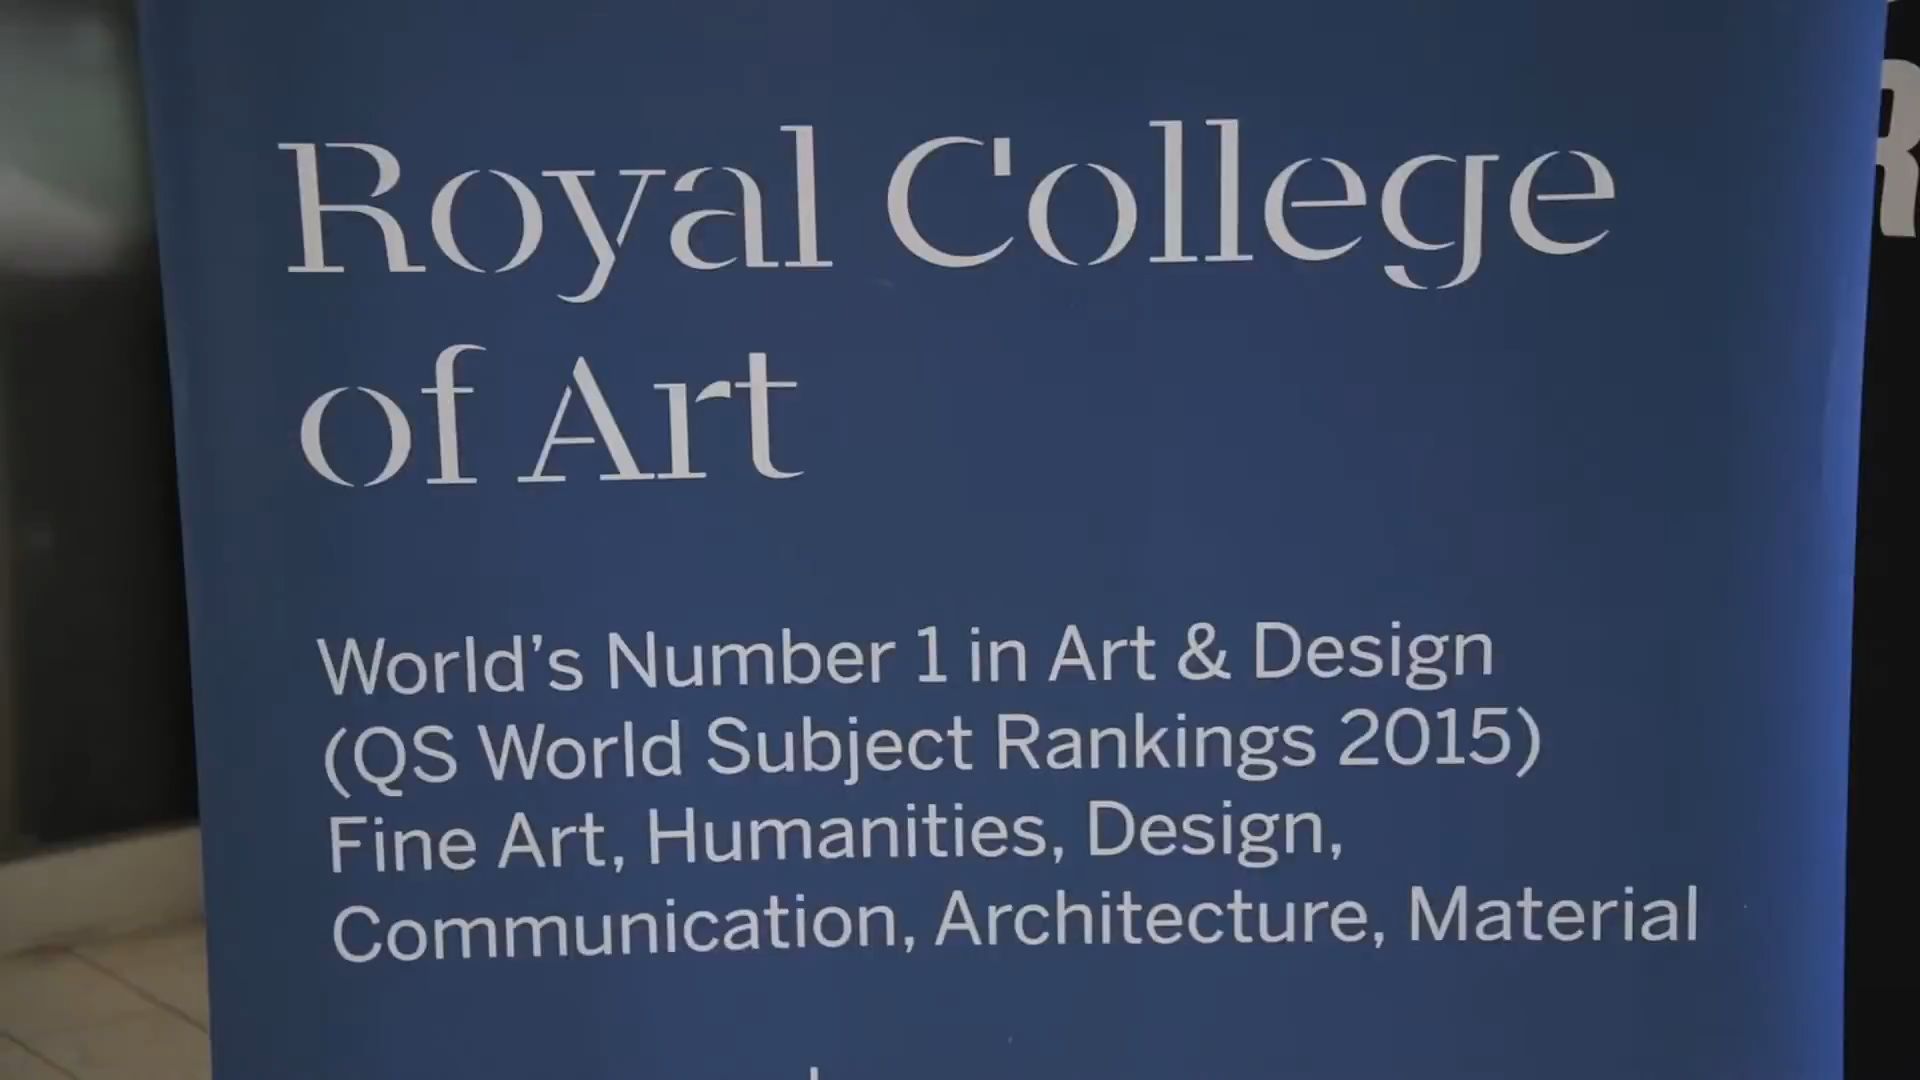 Royal College
of Art
World's Number 1 in Art & Design
(QS World Subject Rankings 2015)
Fine Art, Humanities, Design,
Communication, Architecture, Material
R